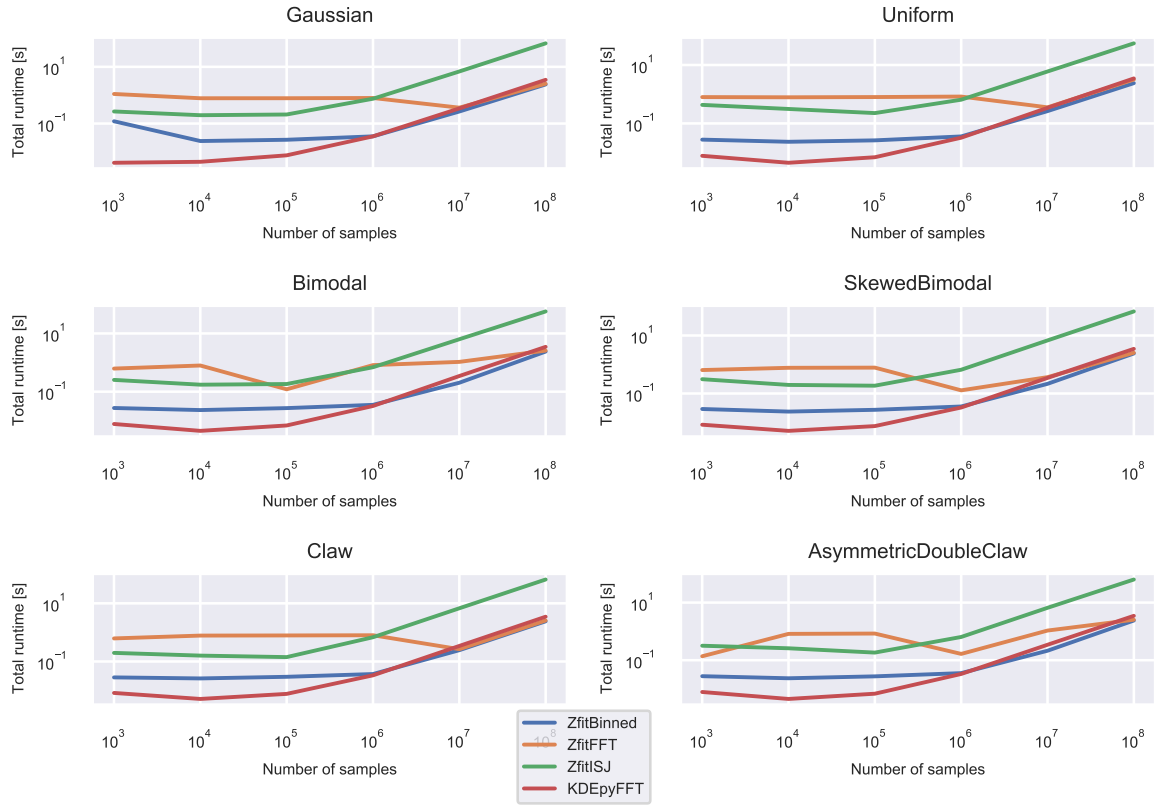 Gaussian
Uniform
Total runtime [s]
10^1
10^−1
10^3 10^4 10^5 10^6 10^7 10^8
Number of samples
Total runtime [s]
10^1
10^−1
10^3 10^4 10^5 10^6 10^7 10^8
Number of samples
Bimodal
SkewedBimodal
Total runtime [s]
10^1
10^−1
10^3 10^4 10^5 10^6 10^7 10^8
Number of samples
Total runtime [s]
10^1
10^−1
10^3 10^4 10^5 10^6 10^7 10^8
Number of samples
Claw
AsymmetricDoubleClaw
Total runtime [s]
10^1
10^−1
10^3 10^4 10^5 10^6 10^7 10^8
Number of samples
Total runtime [s]
10^1
10^−1
10^3 10^4 10^5 10^6 10^7 10^8
Number of samples
ZfitBinned
ZfitFFT
ZfitISJ
KDEpyFFT